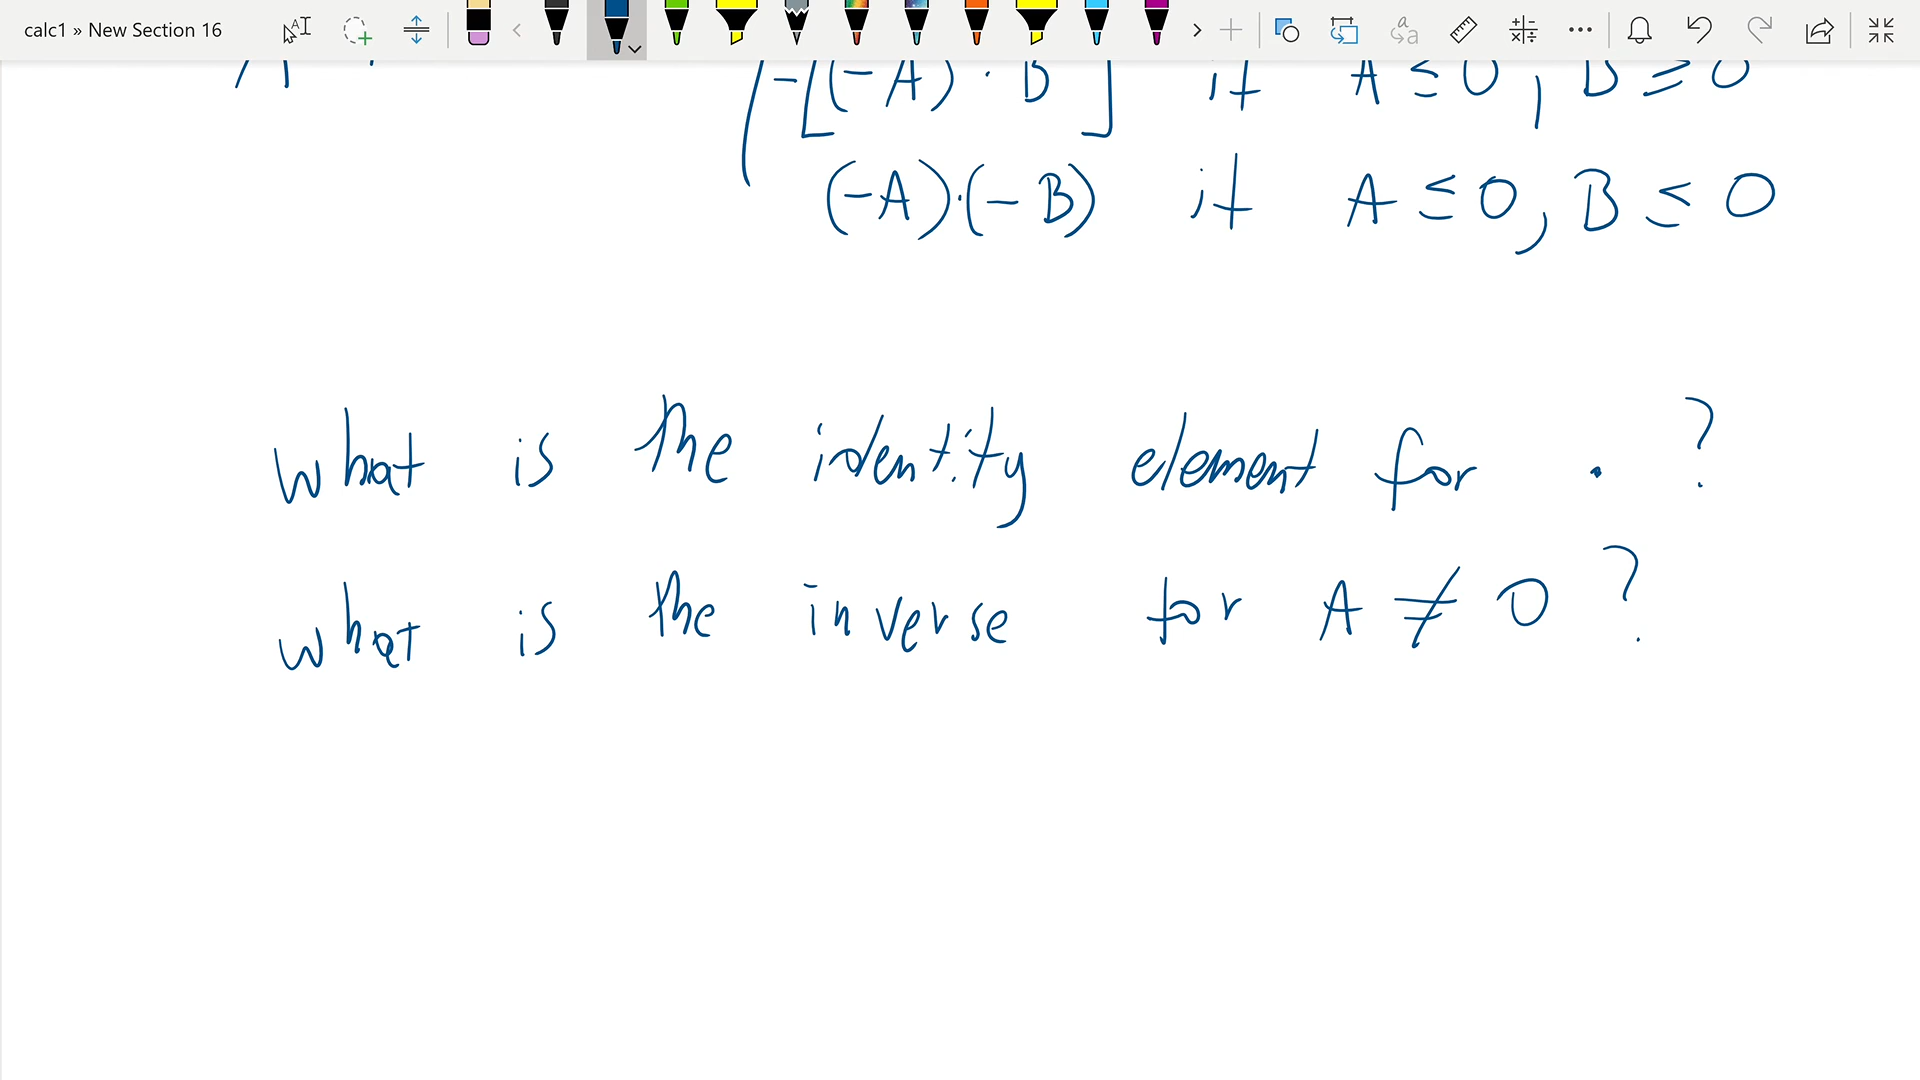 calc1 » New Section 16
-[(-A) · B] if A ≤ 0, B ≥ 0
(-A)·(-B) if A ≤ 0, B ≤ 0
What is the identity element for · ?
What is the inverse for A ≠ 0 ?